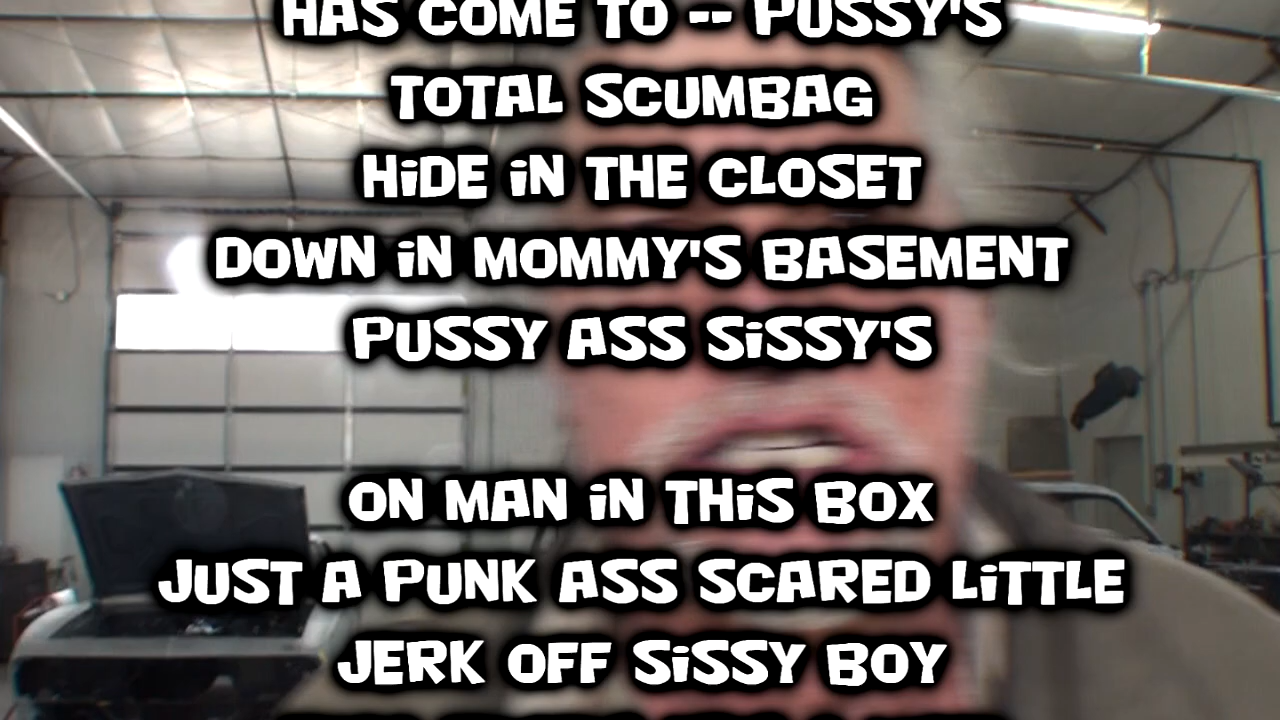 HAS COME TO -- PUSSY'S
TOTAL SCUMBAG
HiDE iN THE CLOSET
DOWN iN MOMMY'S BASEMENT
PUSSY ASS SiSSY'S
ON MAN iN THiS BOX
JUST A PUNK ASS SCARED LiTTLE
JERK OFF SiSSY BOY